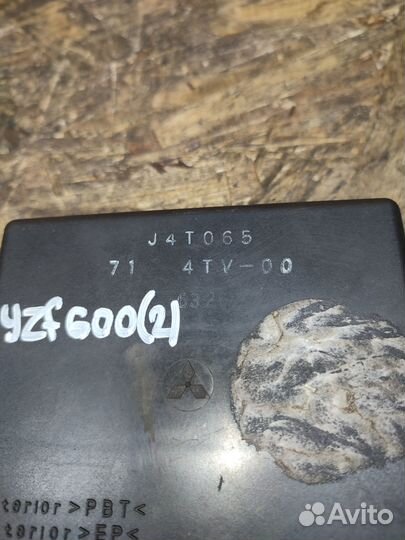 J4T065
71 4TV-00
yzf600(2)
terior>PBT<
terior>EP<
Avito